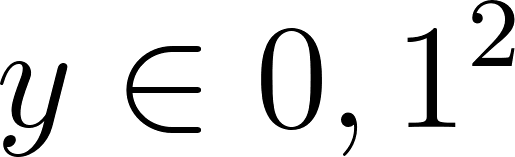 y ∈ 0, 1²